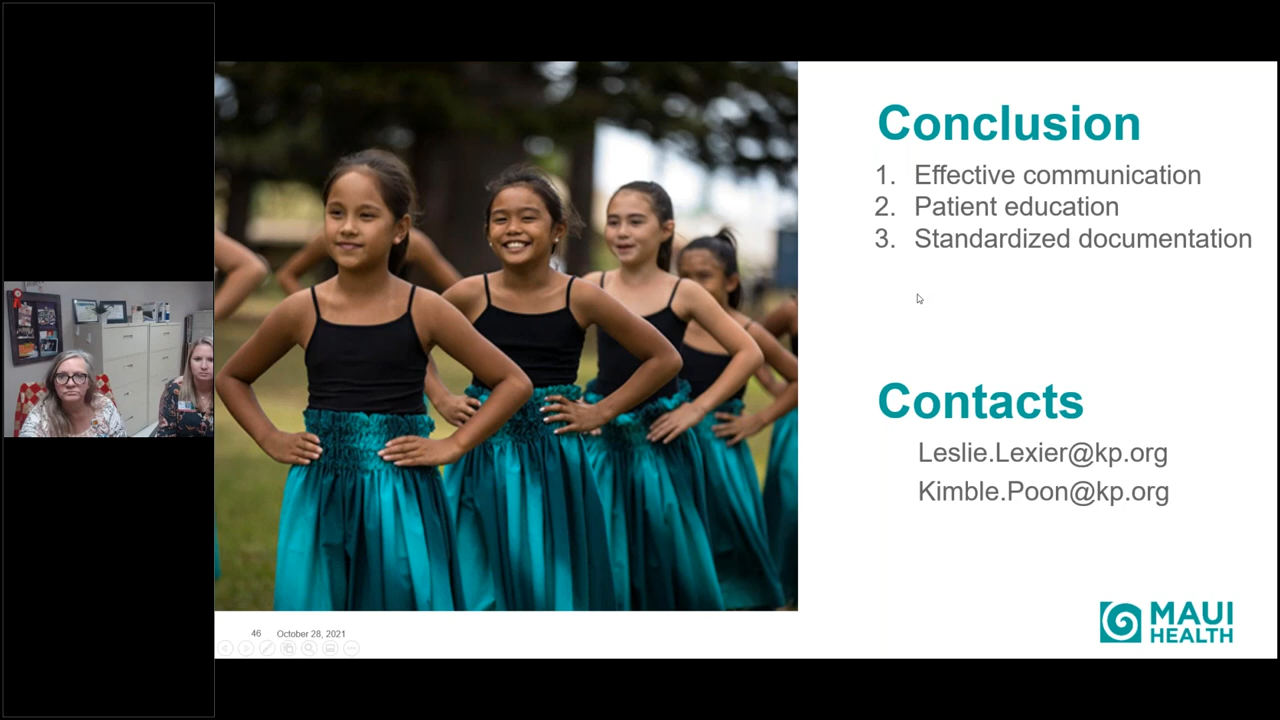 Conclusion
1. Effective communication
2. Patient education
3. Standardized documentation
Contacts
Leslie.Lexier@kp.org
Kimble.Poon@kp.org
46 October 28, 2021
MAUI
HEALTH